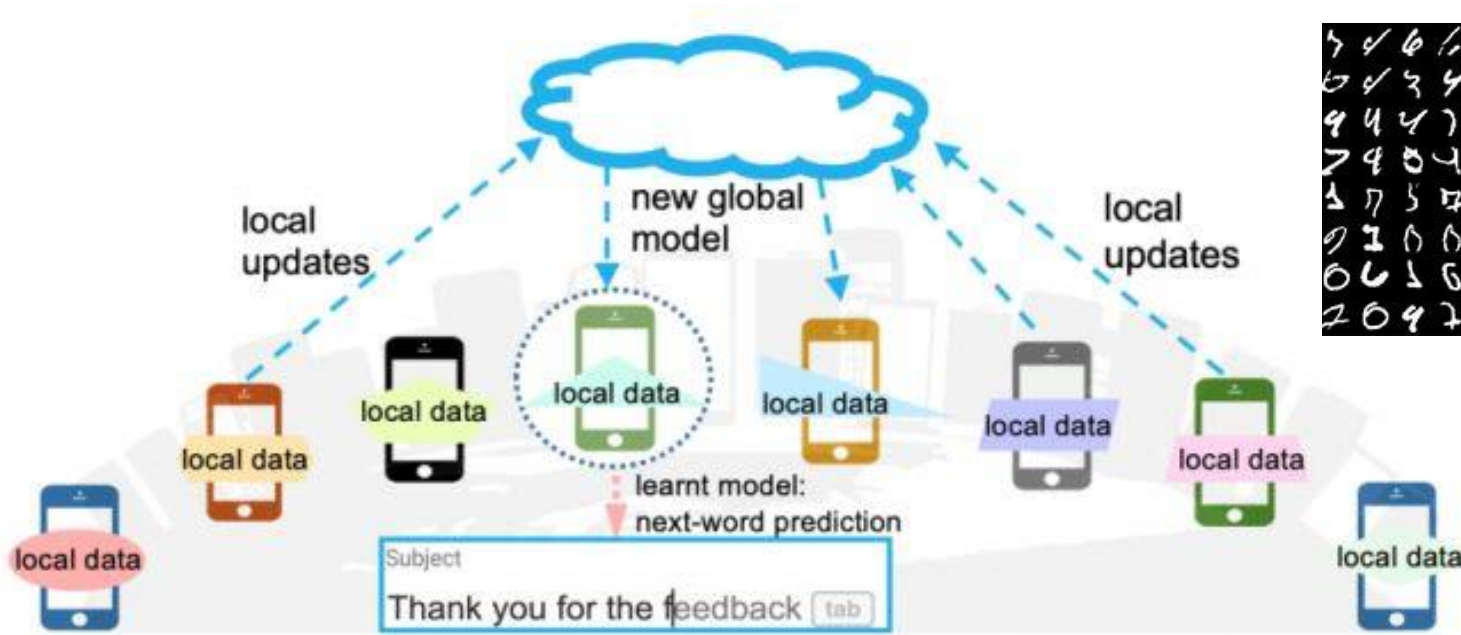 local
updates
new global
model
local
updates
local data
local data
local data
local data
local data
local data
local data
local data
learnt model:
next-word prediction
Subject
Thank you for the feedback tab